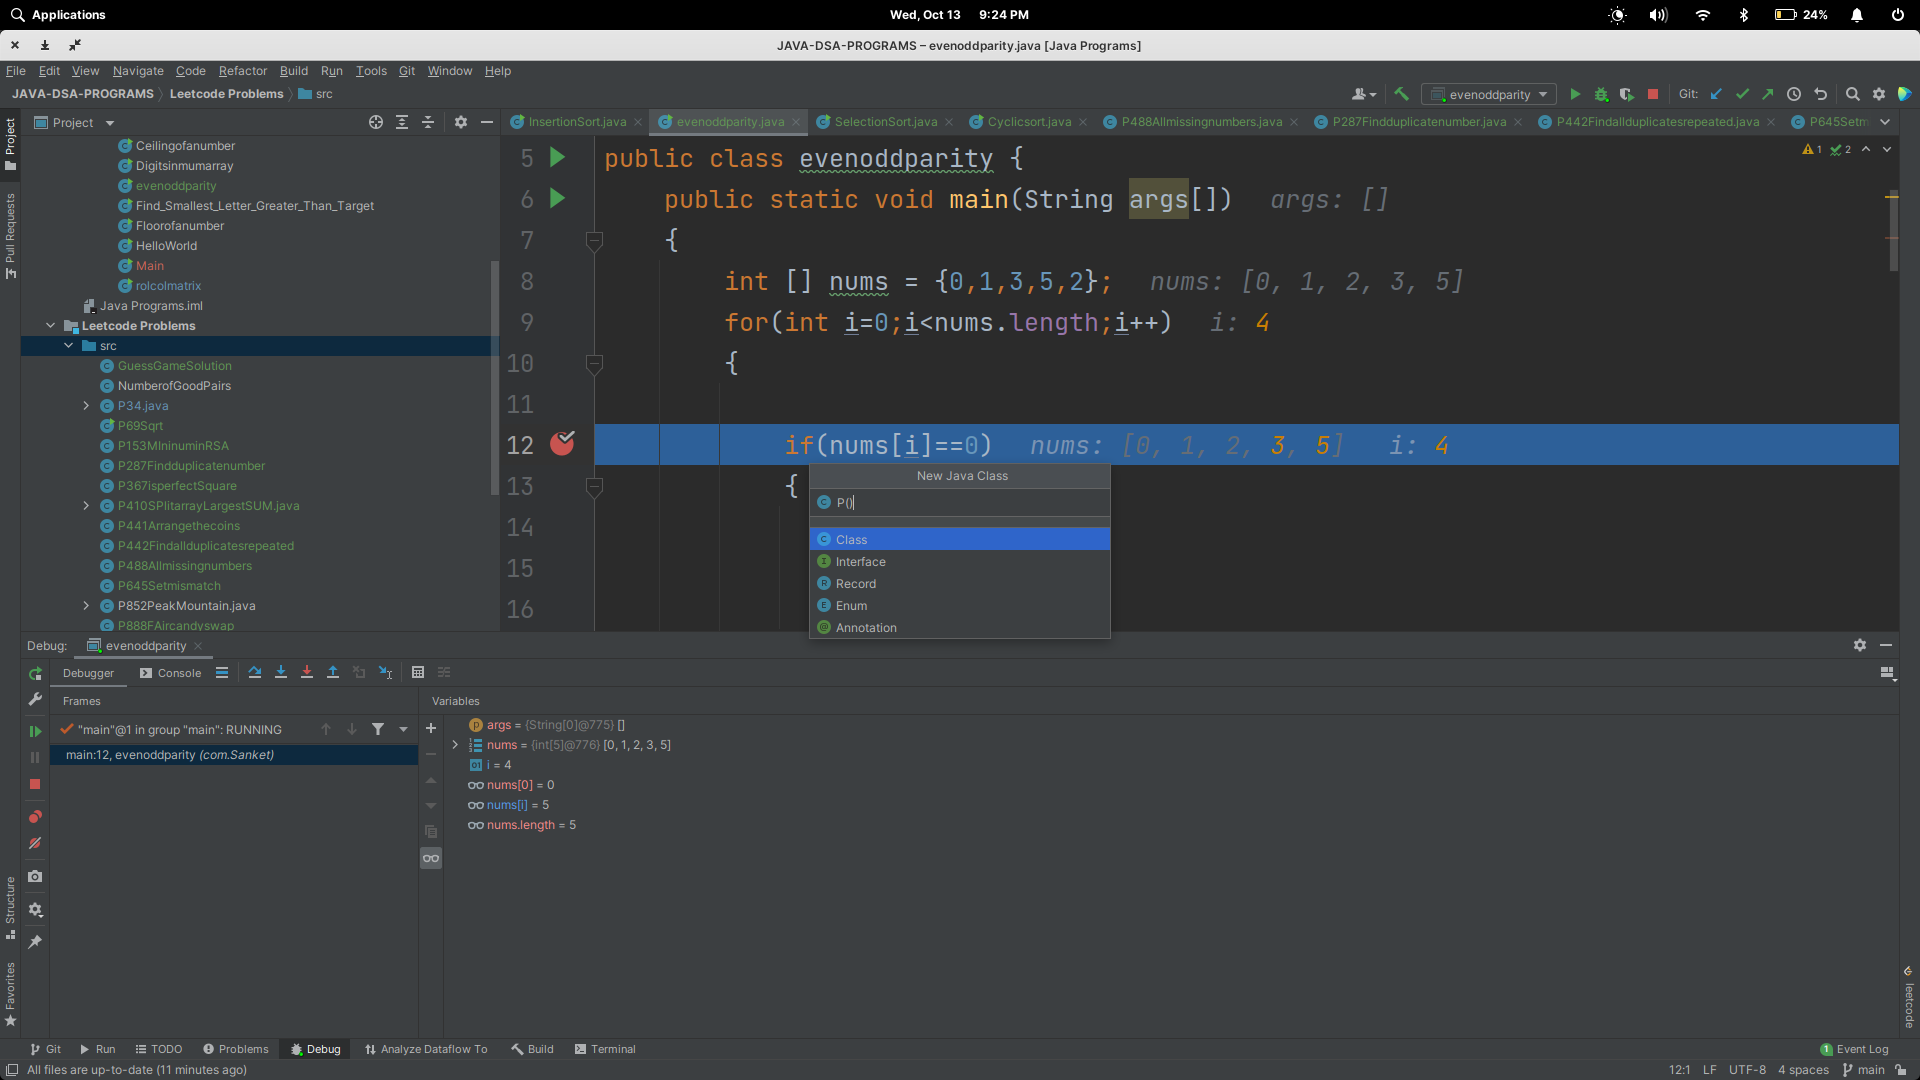 Applications
Wed, Oct 13 9:24 PM
24%
JAVA-DSA-PROGRAMS – evenoddparity.java [Java Programs]
File Edit View Navigate Code Refactor Build Run Tools Git Window Help
JAVA-DSA-PROGRAMS Leetcode Problems src
evenoddparity
Git:
Project
InsertionSort.java evenoddparity.java SelectionSort.java Cyclicsort.java P488Allmissingnumbers.java P287Findduplicatenumber.java P442Findallduplicatesrepeated.java P645Setm
Project
Pull Requests
Structure
Favorites
Ceilingofanumber
Digitsinmumarray
evenoddparity
Find_Smallest_Letter_Greater_Than_Target
Floorofanumber
HelloWorld
Main
rolcolmatrix
Java Programs.iml
Leetcode Problems
src
GuessGameSolution
NumberofGoodPairs
P34.java
P69Sqrt
P153MIninuminRSA
P287Findduplicatenumber
P367isperfectSquare
P410SPlitarrayLargestSUM.java
P441Arrangethecoins
P442Findallduplicatesrepeated
P488Allmissingnumbers
P645Setmismatch
P852PeakMountain.java
P888FAircandyswap
1 2
5 public class evenoddparity {
6 public static void main(String args[]) args: []
7 {
8 int [] nums = {0,1,3,5,2}; nums: [0, 1, 2, 3, 5]
9 for(int i=0;i<nums.length;i++) i: 4
10 {
11
12 if(nums[i]==0) nums: [0, 1, 2, 3, 5] i: 4
13 {
14
15
16
New Java Class
P()
Class
Interface
Record
Enum
Annotation
Debug: evenoddparity
Debugger Console
Frames
Variables
"main"@1 in group "main": RUNNING
main:12, evenoddparity (com.Sanket)
args = {String[0]@775} []
nums = {int[5]@776} [0, 1, 2, 3, 5]
i = 4
nums[0] = 0
nums[i] = 5
nums.length = 5
leetcode
Git Run TODO Problems Debug Analyze Dataflow To Build Terminal
1 Event Log
All files are up-to-date (11 minutes ago)
12:1 LF UTF-8 4 spaces main